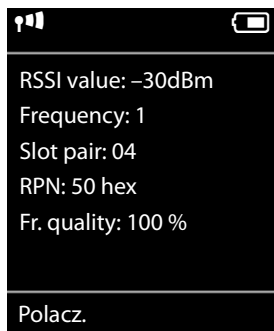 RSSI value: –30dBm
Frequency: 1
Slot pair: 04
RPN: 50 hex
Fr. quality: 100 %
Polacz.